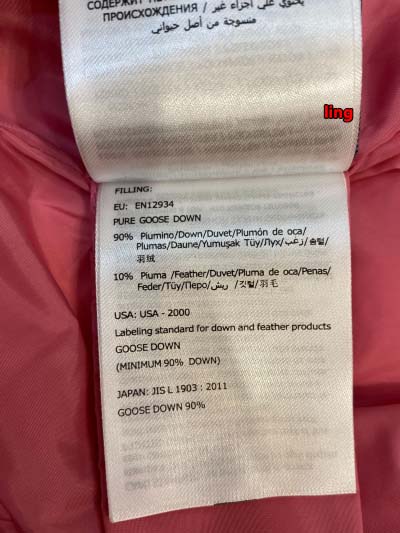 СОДЕРЖИТ
ПРОИСХОЖДЕНИЯ / يحتوي على أجزاء غير
منسوجة من أصل حيواني
ling
FILLING:
EU: EN12934
PURE GOOSE DOWN
90% Piumino/Down/Duvet/Plumón de oca/
Plumas/Daune/Yumuşak Tüy/Пух/زغب/솜털/
羽绒
10% Piuma /Feather/Duvet/Pluma de oca/Penas/
Feder/Tüy/Перо/ ريش /깃털/羽毛
USA: USA - 2000
Labeling standard for down and feather products
GOOSE DOWN
(MINIMUM 90% DOWN)
JAPAN: JIS L 1903 : 2011
GOOSE DOWN 90%